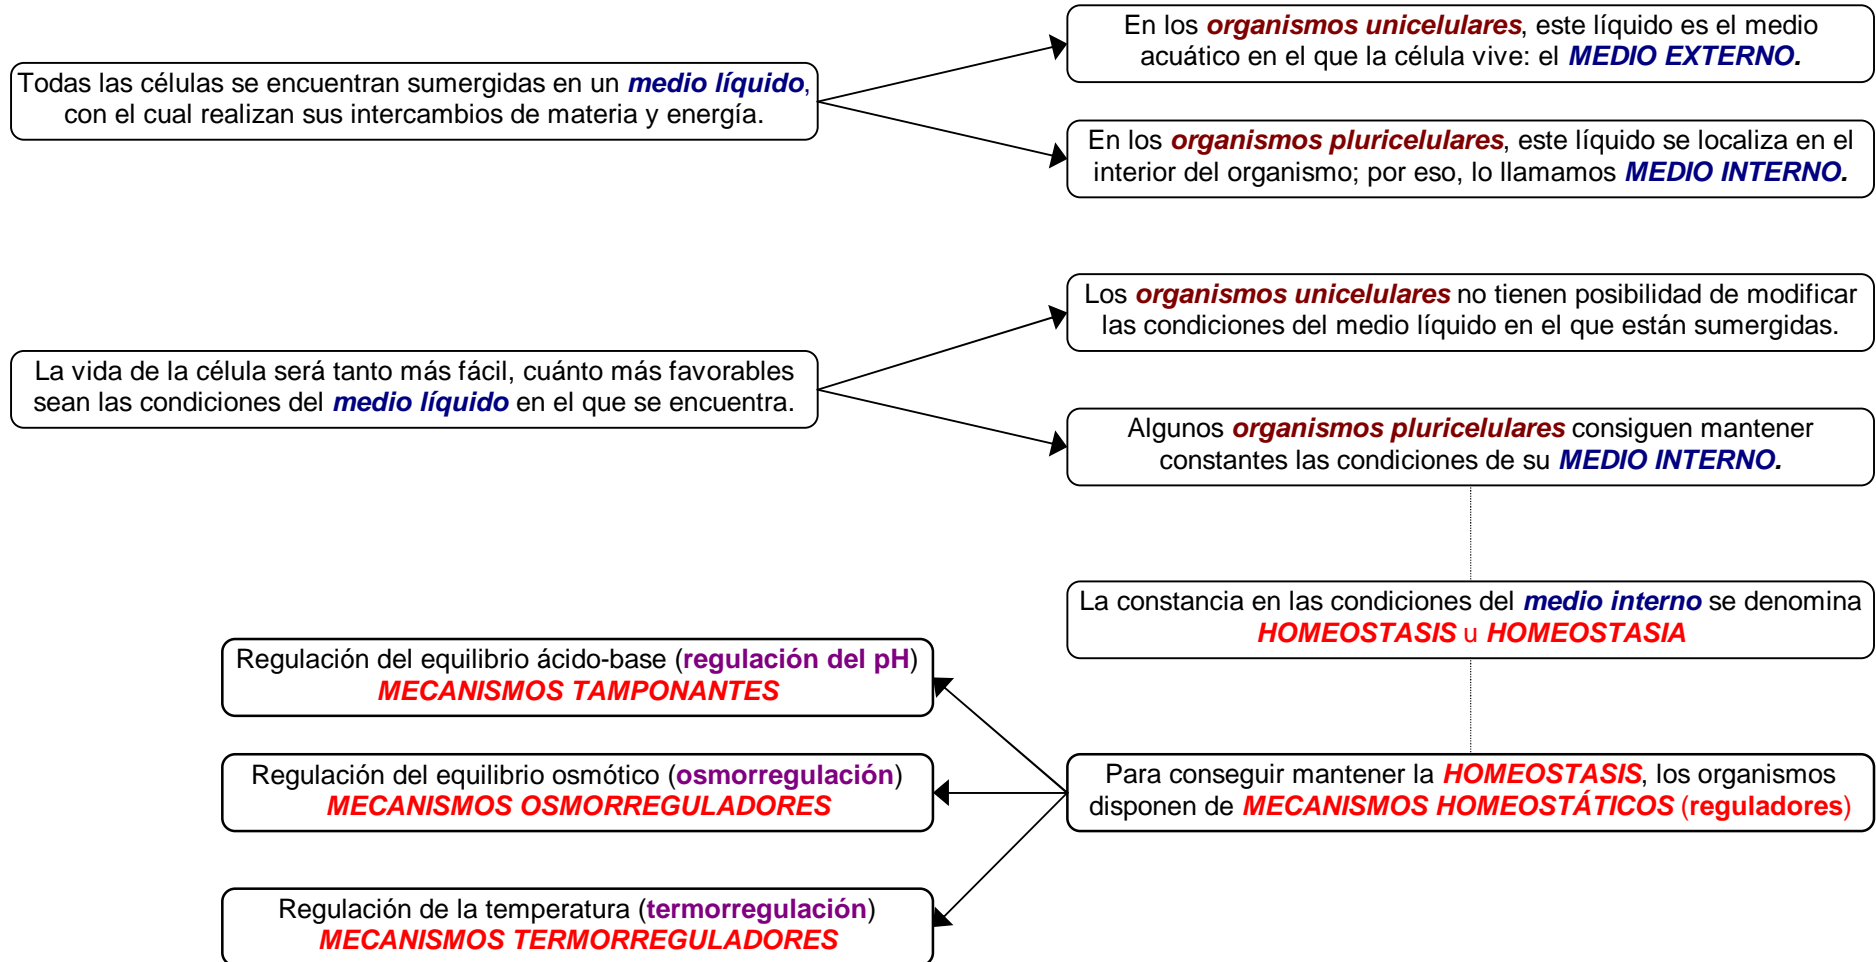 Todas las células se encuentran sumergidas en un medio líquido,
con el cual realizan sus intercambios de materia y energía.
En los organismos unicelulares, este líquido es el medio
acuático en el que la célula vive: el MEDIO EXTERNO.
En los organismos pluricelulares, este líquido se localiza en el
interior del organismo; por eso, lo llamamos MEDIO INTERNO.
La vida de la célula será tanto más fácil, cuánto más favorables
sean las condiciones del medio líquido en el que se encuentra.
Los organismos unicelulares no tienen posibilidad de modificar
las condiciones del medio líquido en el que están sumergidas.
Algunos organismos pluricelulares consiguen mantener
constantes las condiciones de su MEDIO INTERNO.
La constancia en las condiciones del medio interno se denomina
HOMEOSTASIS u HOMEOSTASIA
Para conseguir mantener la HOMEOSTASIS, los organismos
disponen de MECANISMOS HOMEOSTÁTICOS (reguladores)
Regulación del equilibrio ácido-base (regulación del pH)
MECANISMOS TAMPONANTES
Regulación del equilibrio osmótico (osmorregulación)
MECANISMOS OSMORREGULADORES
Regulación de la temperatura (termorregulación)
MECANISMOS TERMORREGULADORES